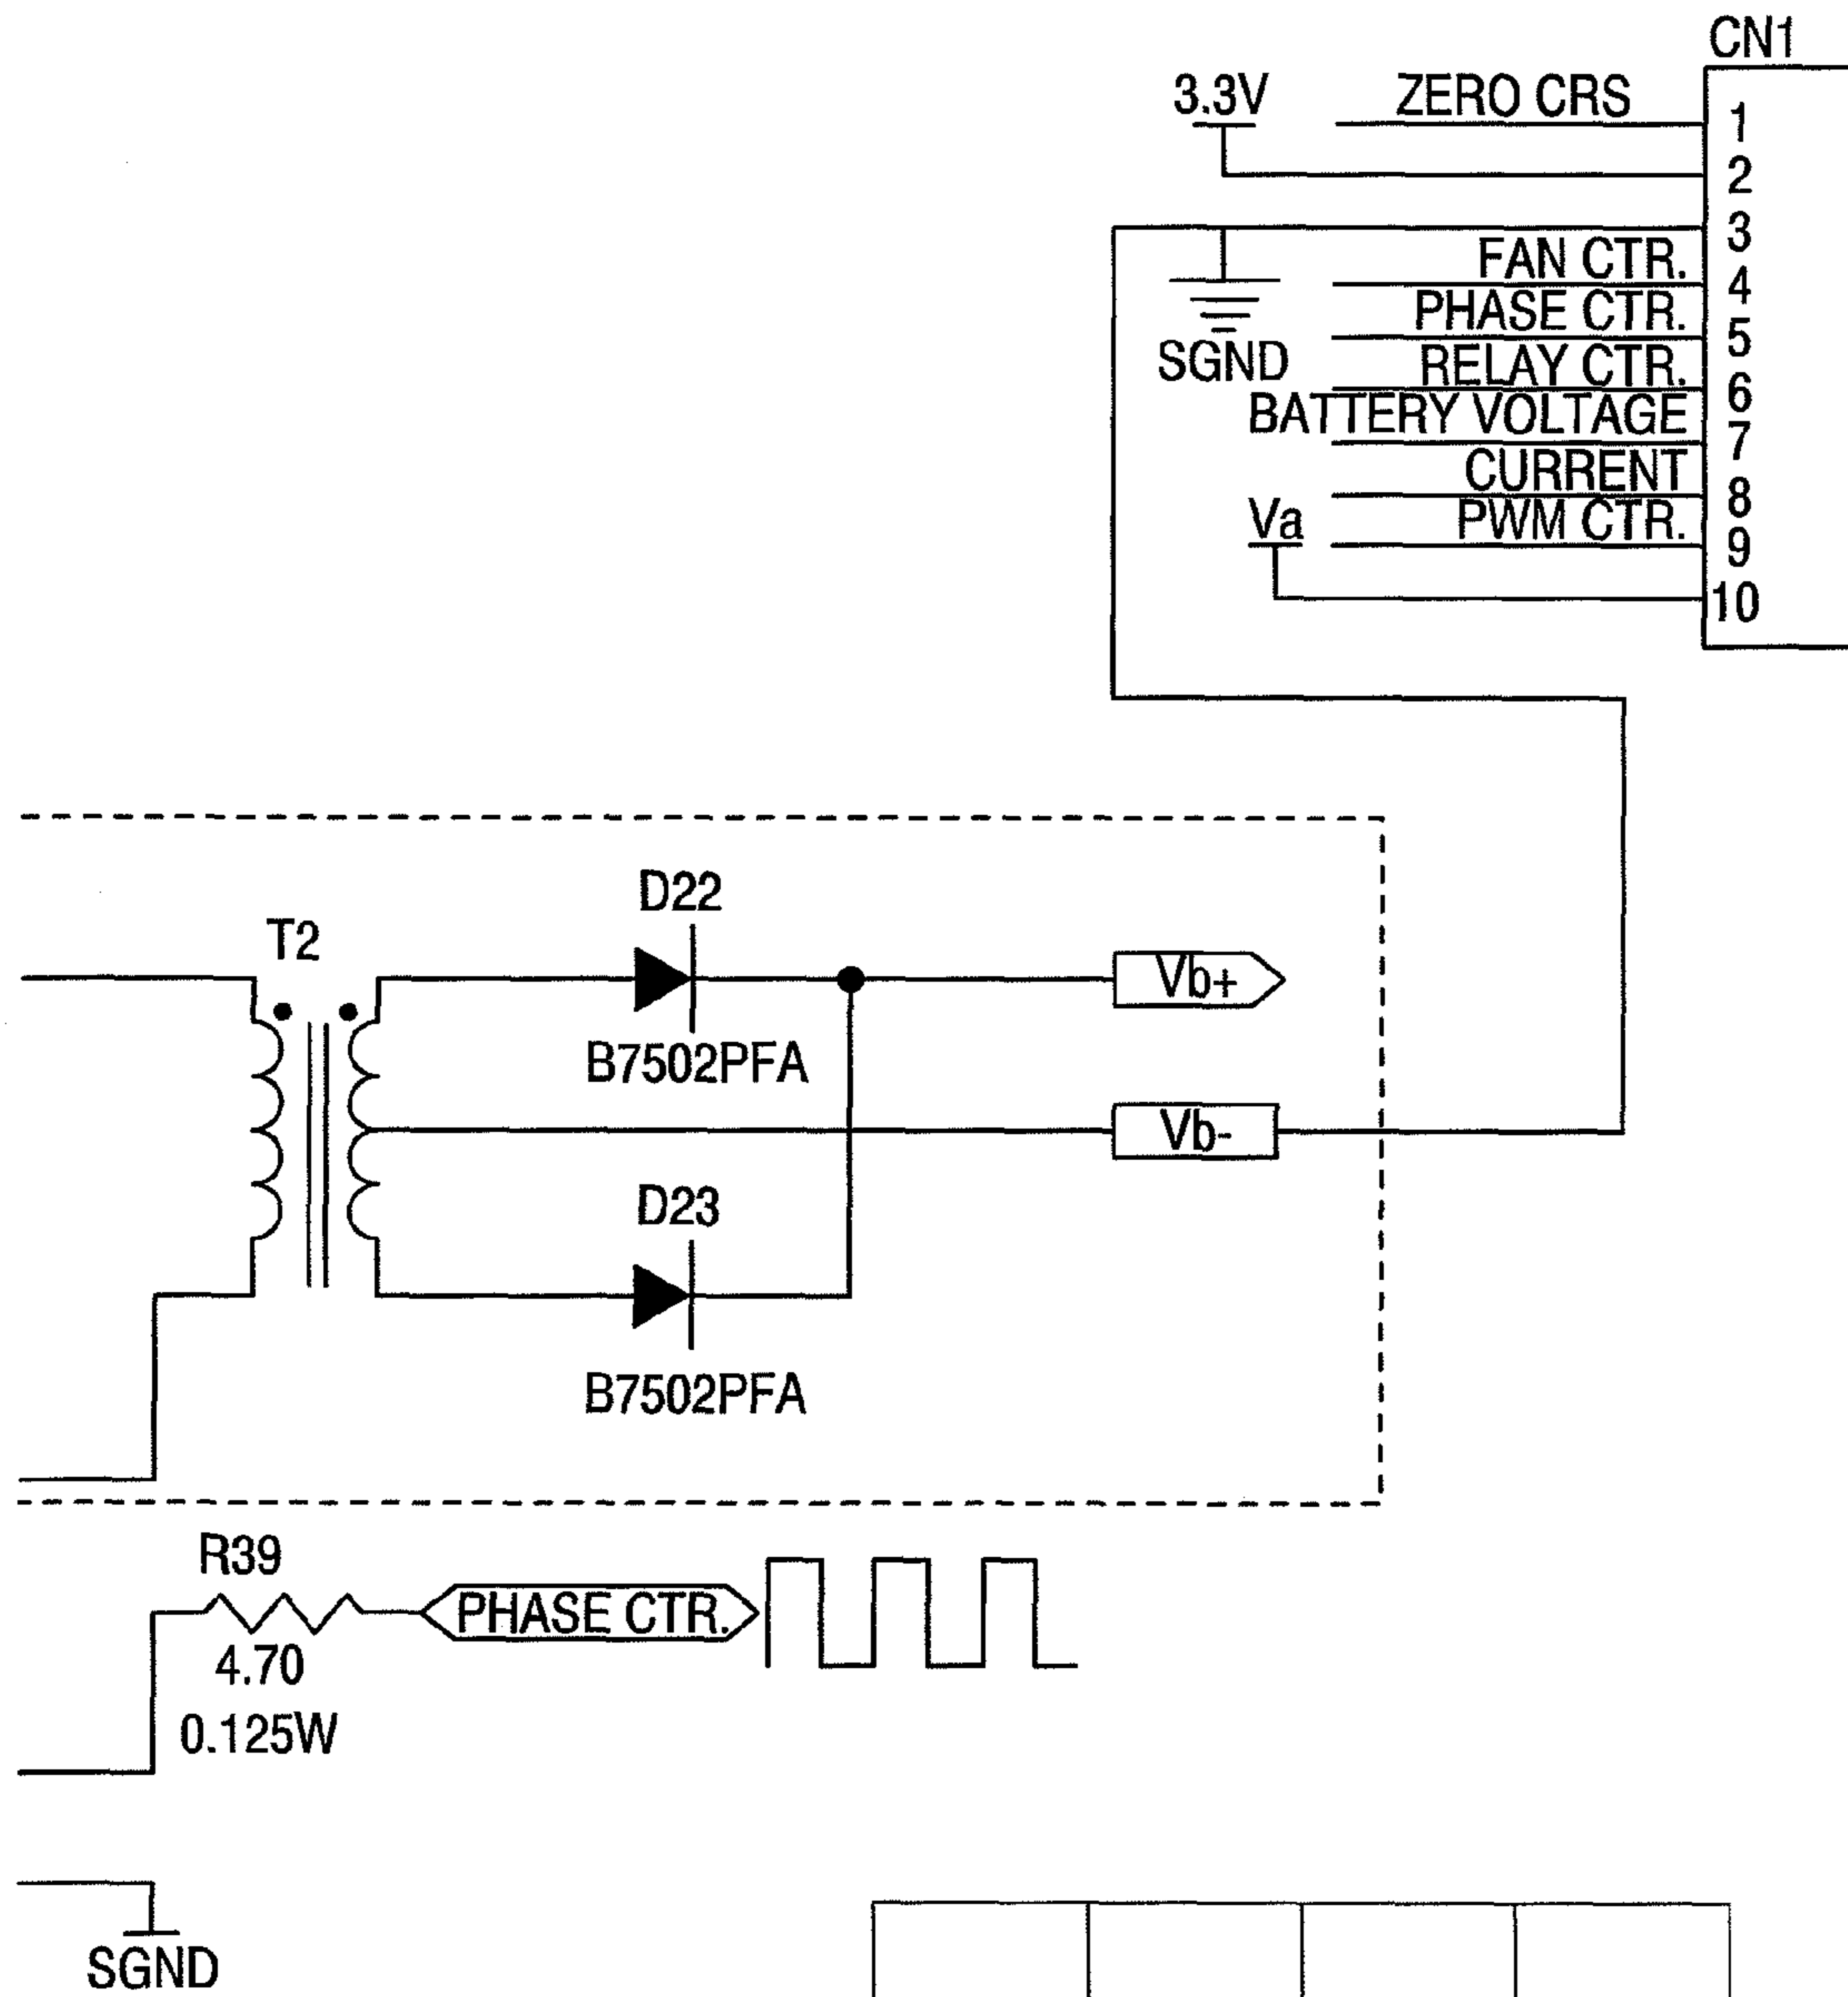 CN1
3.3V
ZERO CRS
1
2
3
FAN CTR.
4
PHASE CTR.
5
SGND
RELAY CTR.
6
BATTERY VOLTAGE
7
CURRENT
8
Va
PWM CTR.
9
10
D22
T2
Vb+
B7502PFA
Vb-
D23
B7502PFA
R39
PHASE CTR.
4.70
0.125W
SGND